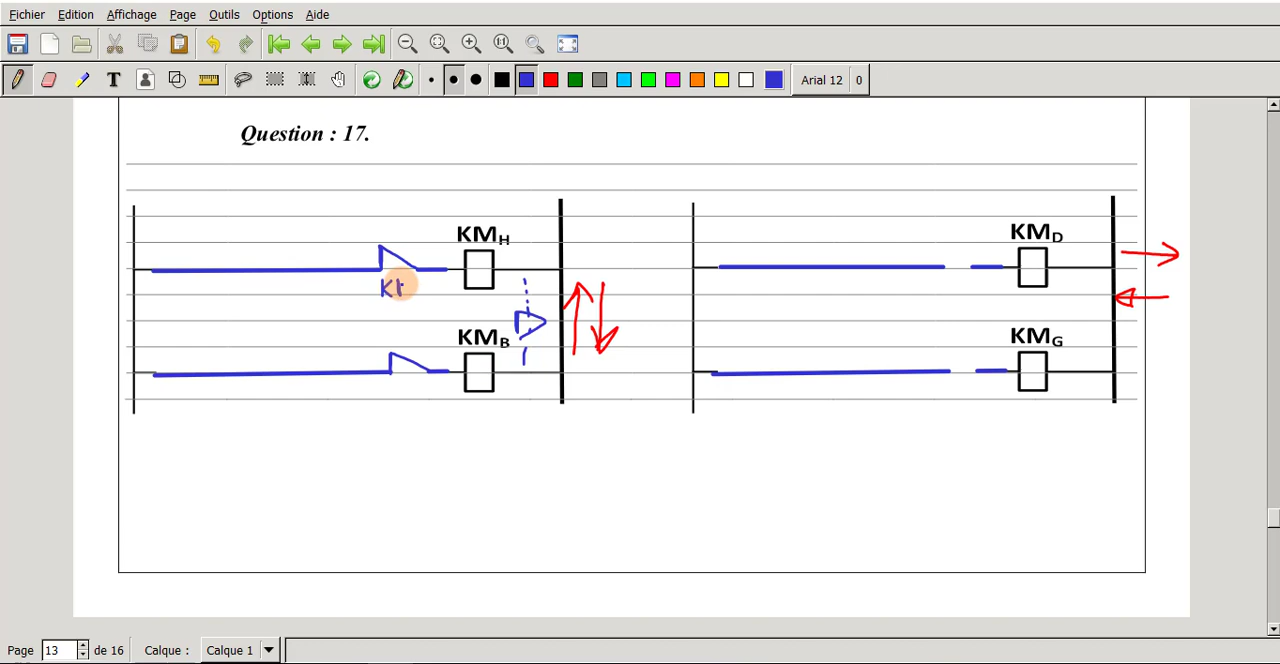 Fichier Edition Affichage Page Outils Options Aide
T Arial 12 0
Question : 17.
KMH KMD
KMB KMG
Page 13 de 16 Calque : Calque 1